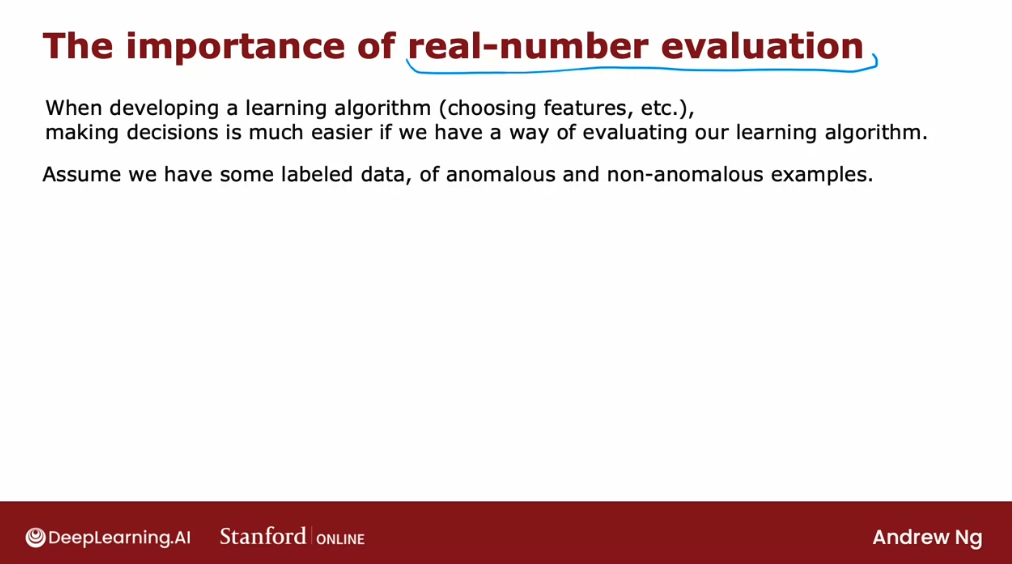 The importance of real-number evaluation
When developing a learning algorithm (choosing features, etc.),
making decisions is much easier if we have a way of evaluating our learning algorithm.
Assume we have some labeled data, of anomalous and non-anomalous examples.
DeepLearning.AI Stanford ONLINE Andrew Ng